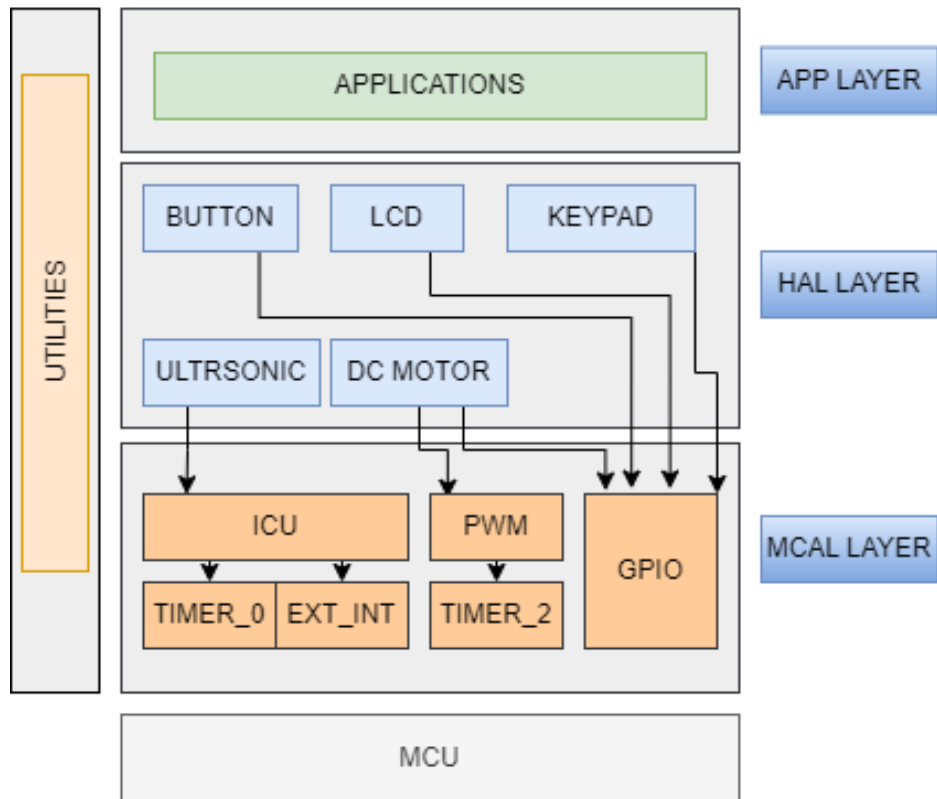 APPLICATIONS
APP LAYER
BUTTON
LCD
KEYPAD
HAL LAYER
ULTRSONIC
DC MOTOR
UTILITIES
ICU
PWM
GPIO
MCAL LAYER
TIMER_0
EXT_INT
TIMER_2
MCU